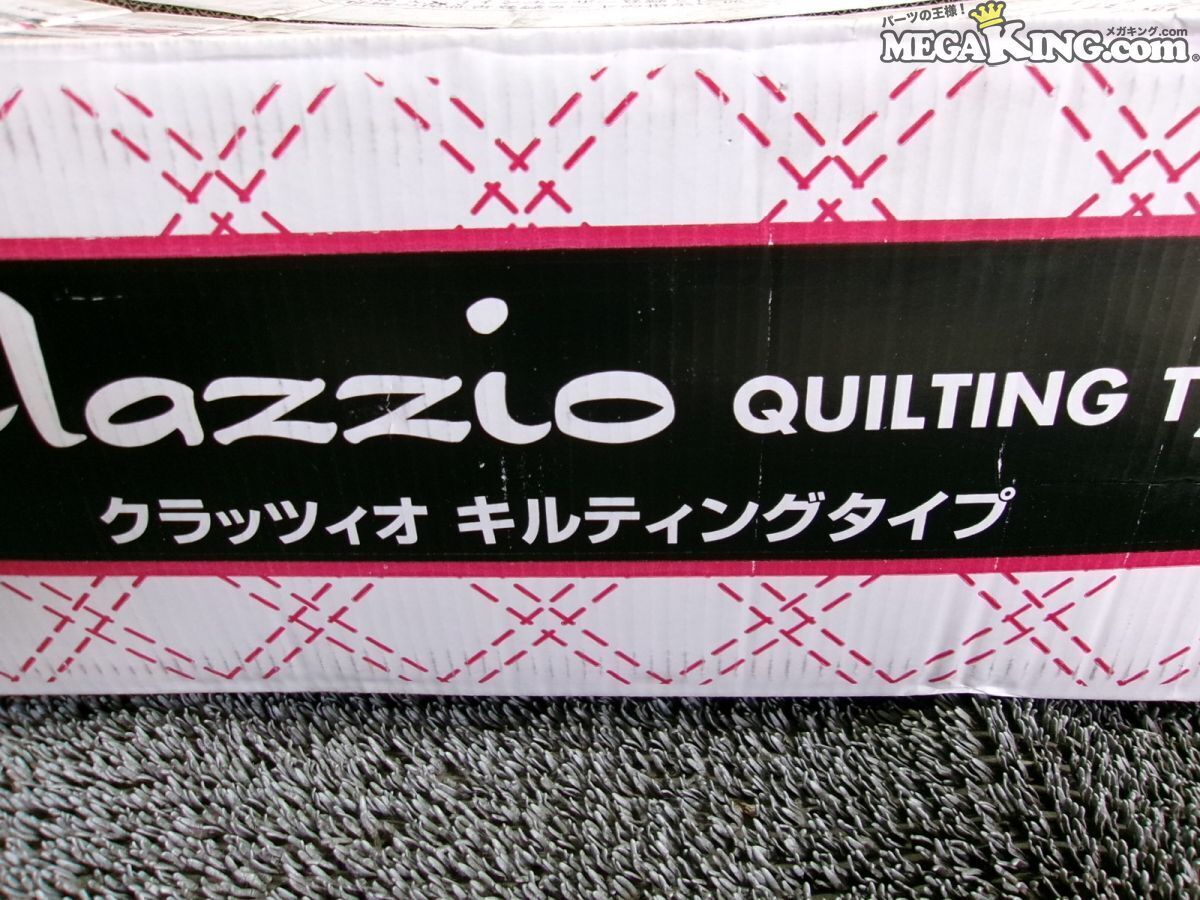 パーツの王様！
メガキング.com
MEGAKING.com®
Clazzio QUILTING T
クラッツィオ キルティングタイプ